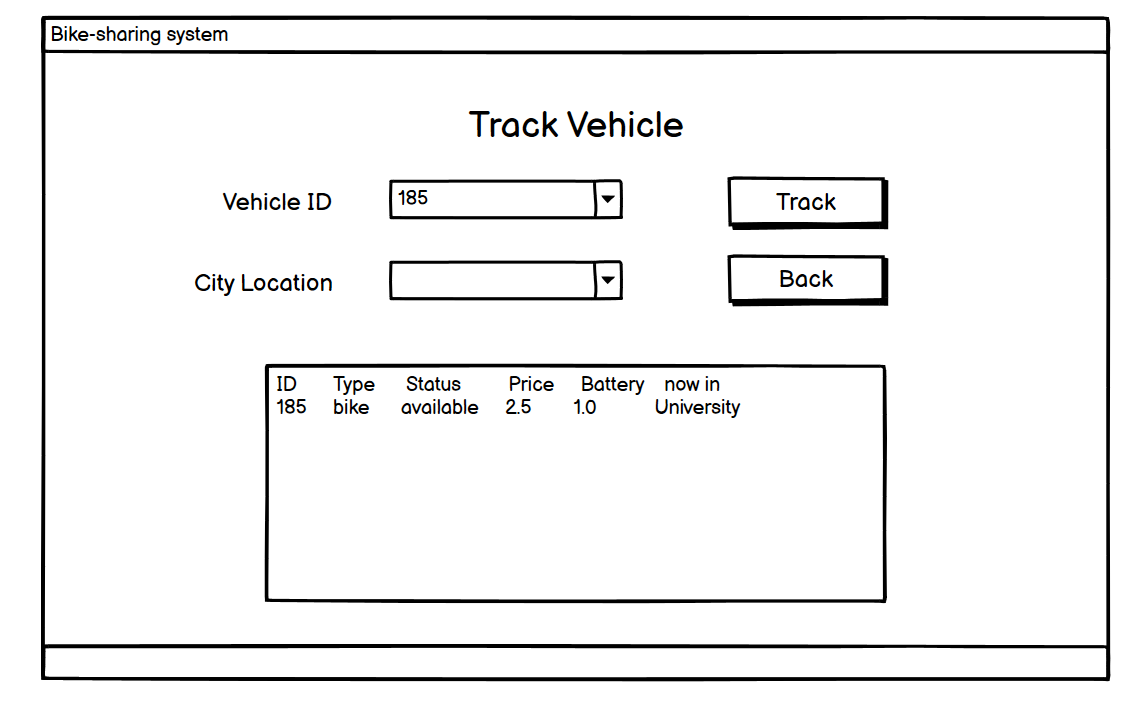 Bike-sharing system
Track Vehicle
Vehicle ID 185 Track
City Location Back
ID Type Status Price Battery now in
185 bike available 2.5 1.0 University